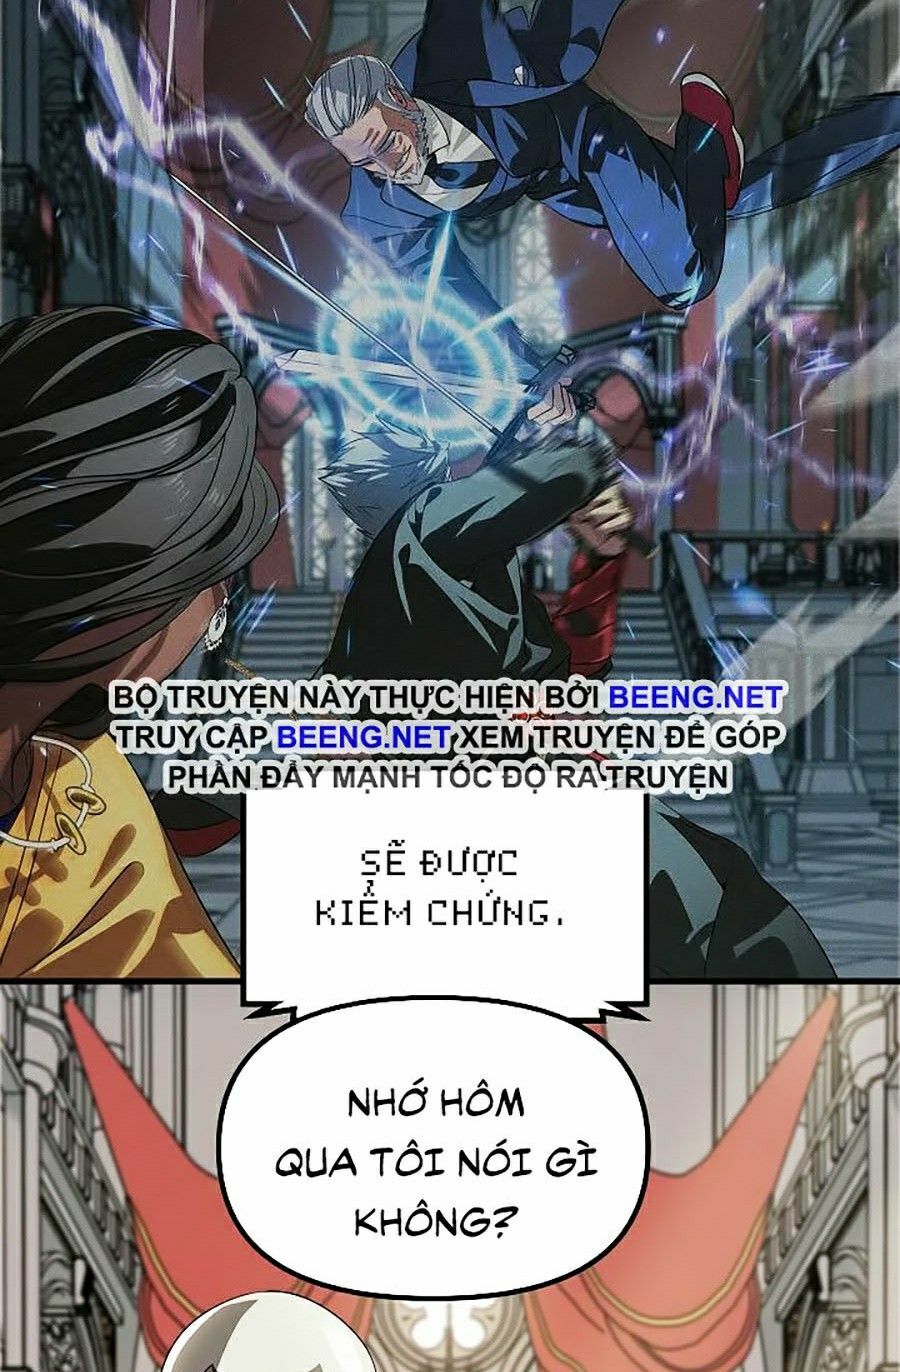 BỘ TRUYỆN NÀY THỰC HIỆN BỞI BEENG.NET
TRUY CẬP BEENG.NET XEM TRUYỆN ĐỂ GÓP
PHẦN ĐẨY MẠNH TỐC ĐỘ RA TRUYỆN
SẼ ĐƯỢC
KIỂM CHỨNG.
NHỚ HÔM
QUA TÔI NÓI GÌ
KHÔNG?